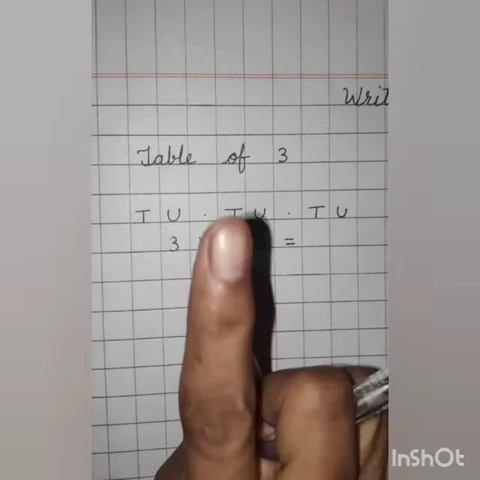 Writ
Table of 3
T U . T U . T U
3 =
InShOt